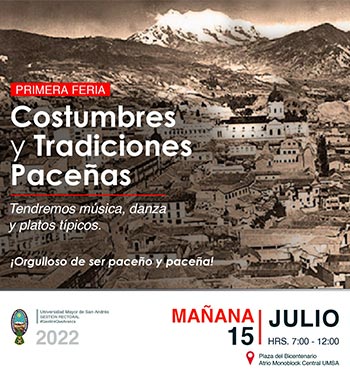 PRIMERA FERIA
Costumbres
y Tradiciones
Paceñas
Tendremos música, danza
y platos típicos.
¡Orgulloso de ser paceño y paceña!
Universidad Mayor de San Andrés
GESTIÓN RECTORAL
2022
MAÑANA
15
JULIO
HRS. 7:00 - 12:00
Plaza del Bicentenario
Atrio Monoblock Central UMSA